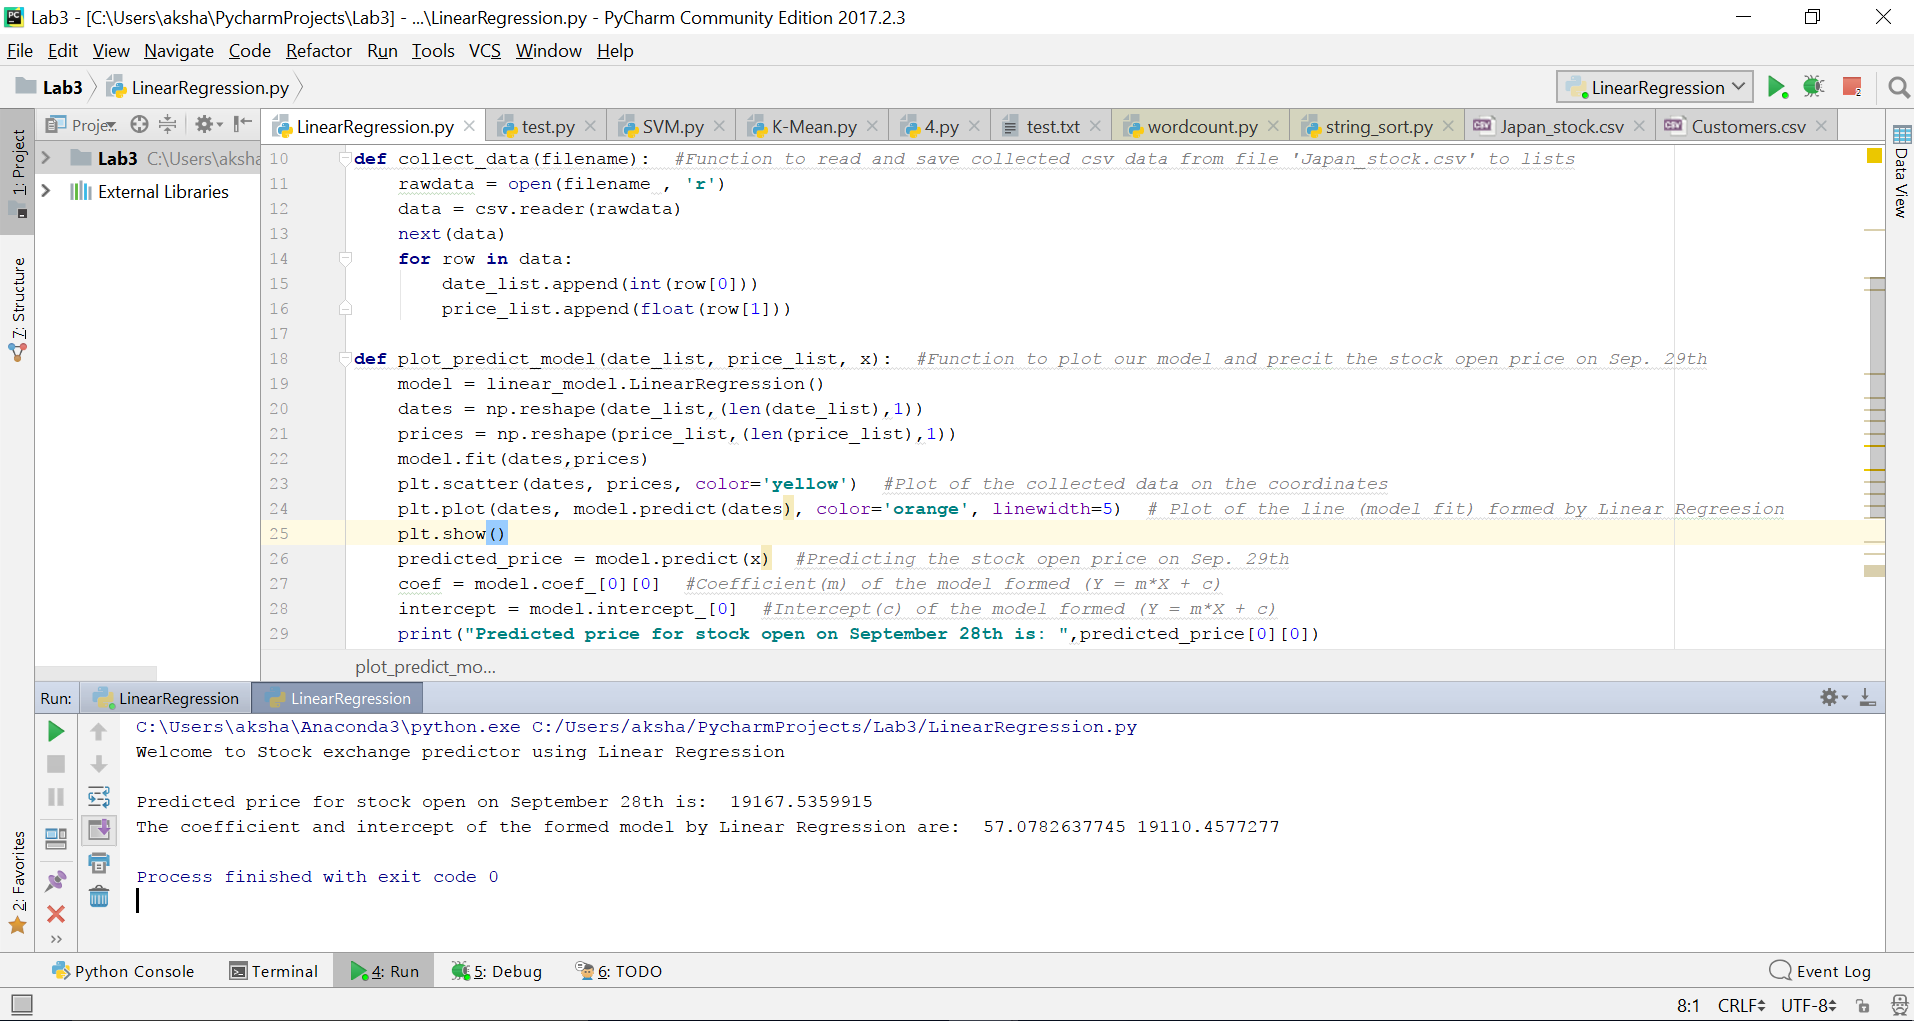 Lab3 - [C:\Users\aksha\PycharmProjects\Lab3] - ...\LinearRegression.py - PyCharm Community Edition 2017.2.3
File Edit View Navigate Code Refactor Run Tools VCS Window Help
Lab3 LinearRegression.py LinearRegression 2
Projec LinearRegression.py test.py SVM.py K-Mean.py 4.py test.txt wordcount.py string_sort.py Japan_stock.csv Customers.csv
Lab3 C:\Users\aksha
External Libraries
1: Project
7: Structure
2: Favorites
Data View
10 def collect_data(filename): #Function to read and save collected csv data from file 'Japan_stock.csv' to lists
11 rawdata = open(filename , 'r')
12 data = csv.reader(rawdata)
13 next(data)
14 for row in data:
15 date_list.append(int(row[0]))
16 price_list.append(float(row[1]))
17
18 def plot_predict_model(date_list, price_list, x): #Function to plot our model and precit the stock open price on Sep. 29th
19 model = linear_model.LinearRegression()
20 dates = np.reshape(date_list,(len(date_list),1))
21 prices = np.reshape(price_list,(len(price_list),1))
22 model.fit(dates,prices)
23 plt.scatter(dates, prices, color='yellow') #Plot of the collected data on the coordinates
24 plt.plot(dates, model.predict(dates), color='orange', linewidth=5) # Plot of the line (model fit) formed by Linear Regreesion
25 plt.show()
26 predicted_price = model.predict(x) #Predicting the stock open price on Sep. 29th
27 coef = model.coef_[0][0] #Coefficient(m) of the model formed (Y = m*X + c)
28 intercept = model.intercept_[0] #Intercept(c) of the model formed (Y = m*X + c)
29 print("Predicted price for stock open on September 28th is: ",predicted_price[0][0])
plot_predict_mo...
Run: LinearRegression LinearRegression
C:\Users\aksha\Anaconda3\python.exe C:/Users/aksha/PycharmProjects/Lab3/LinearRegression.py
Welcome to Stock exchange predictor using Linear Regression
Predicted price for stock open on September 28th is: 19167.5359915
The coefficient and intercept of the formed model by Linear Regression are: 57.0782637745 19110.4577277
Process finished with exit code 0
Python Console Terminal 4: Run 5: Debug 6: TODO Event Log
8:1 CRLF UTF-8